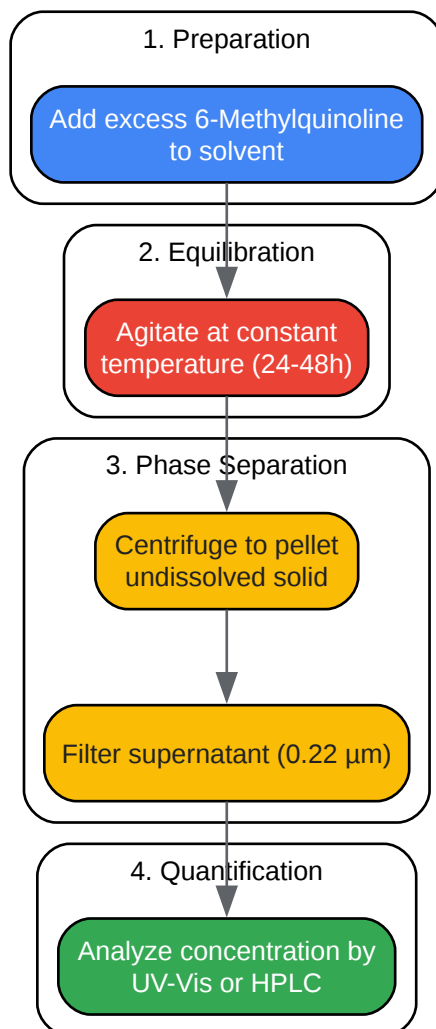 1. Preparation
Add excess 6-Methylquinoline
to solvent
2. Equilibration
Agitate at constant
temperature (24-48h)
3. Phase Separation
Centrifuge to pellet
undissolved solid
Filter supernatant (0.22 µm)
4. Quantification
Analyze concentration by
UV-Vis or HPLC